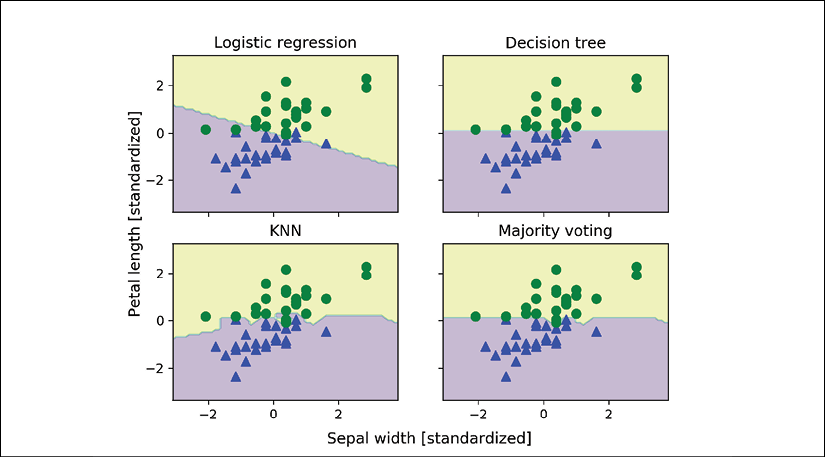 Logistic regression
Decision tree
2
0
−2
KNN
Majority voting
2
0
−2
−2 0 2
−2 0 2
Petal length [standardized]
Sepal width [standardized]